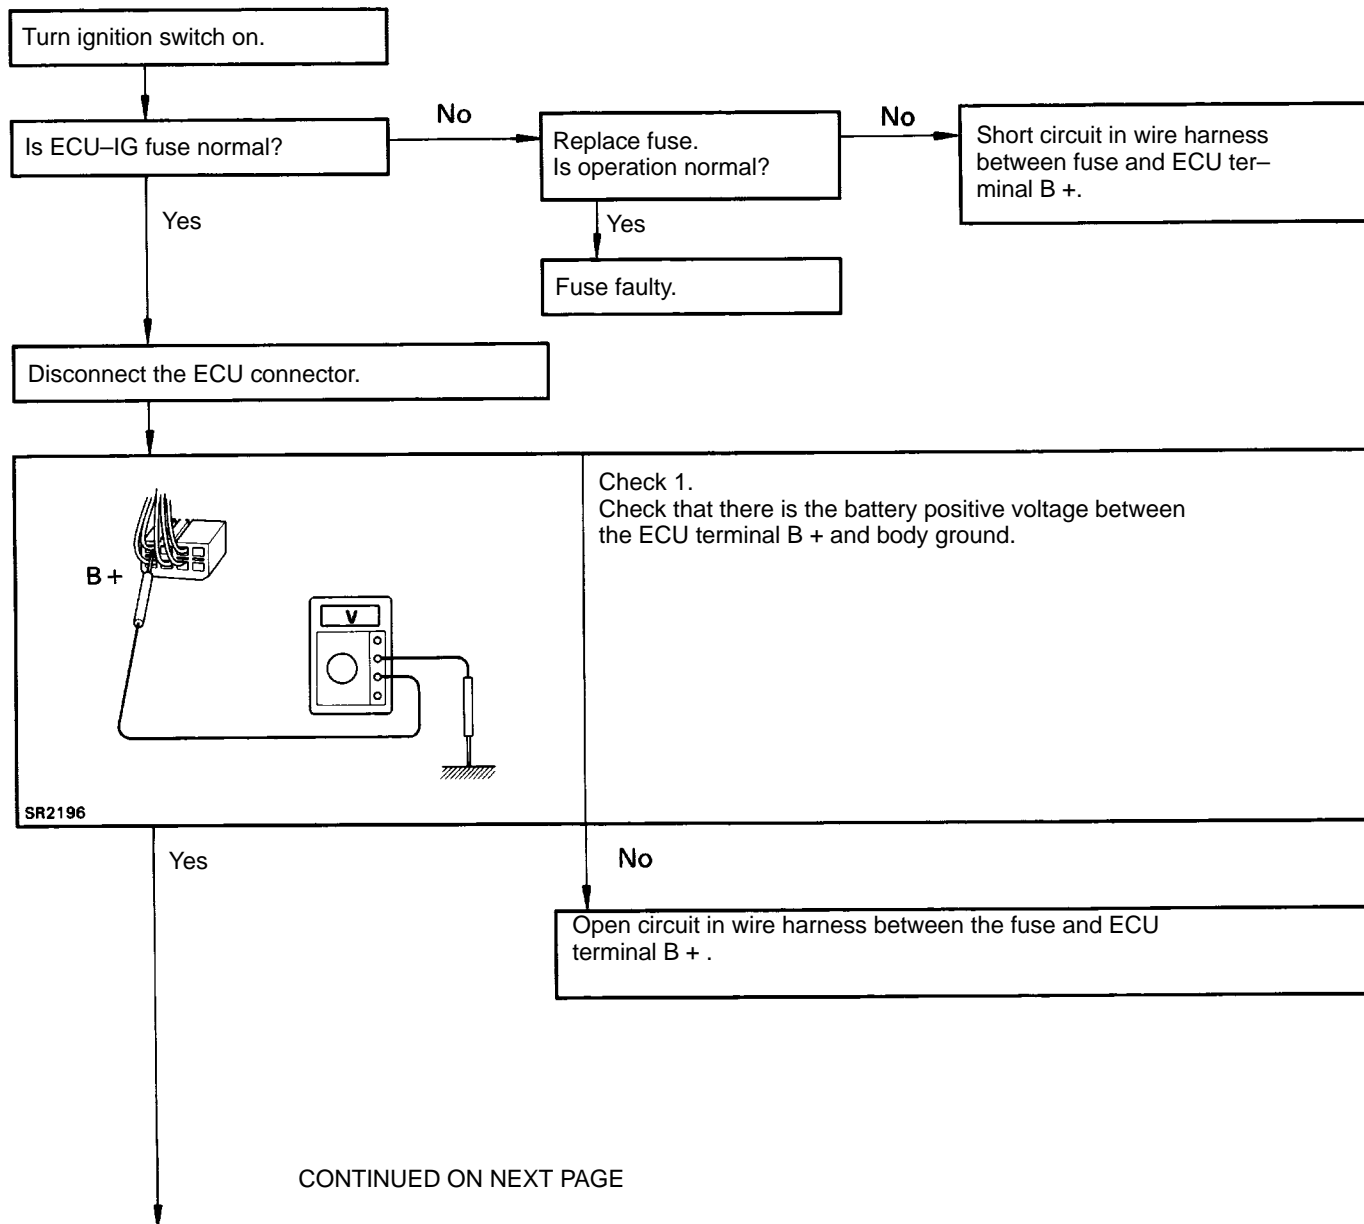 Turn ignition switch on.
Is ECU–IG fuse normal?
No
Replace fuse.
Is operation normal?
No
Short circuit in wire harness
between fuse and ECU ter–
minal B +.
Yes
Yes
Fuse faulty.
Disconnect the ECU connector.
Check 1.
Check that there is the battery positive voltage between
the ECU terminal B + and body ground.
B +
V
SR2196
Yes
No
Open circuit in wire harness between the fuse and ECU
terminal B + .
CONTINUED ON NEXT PAGE